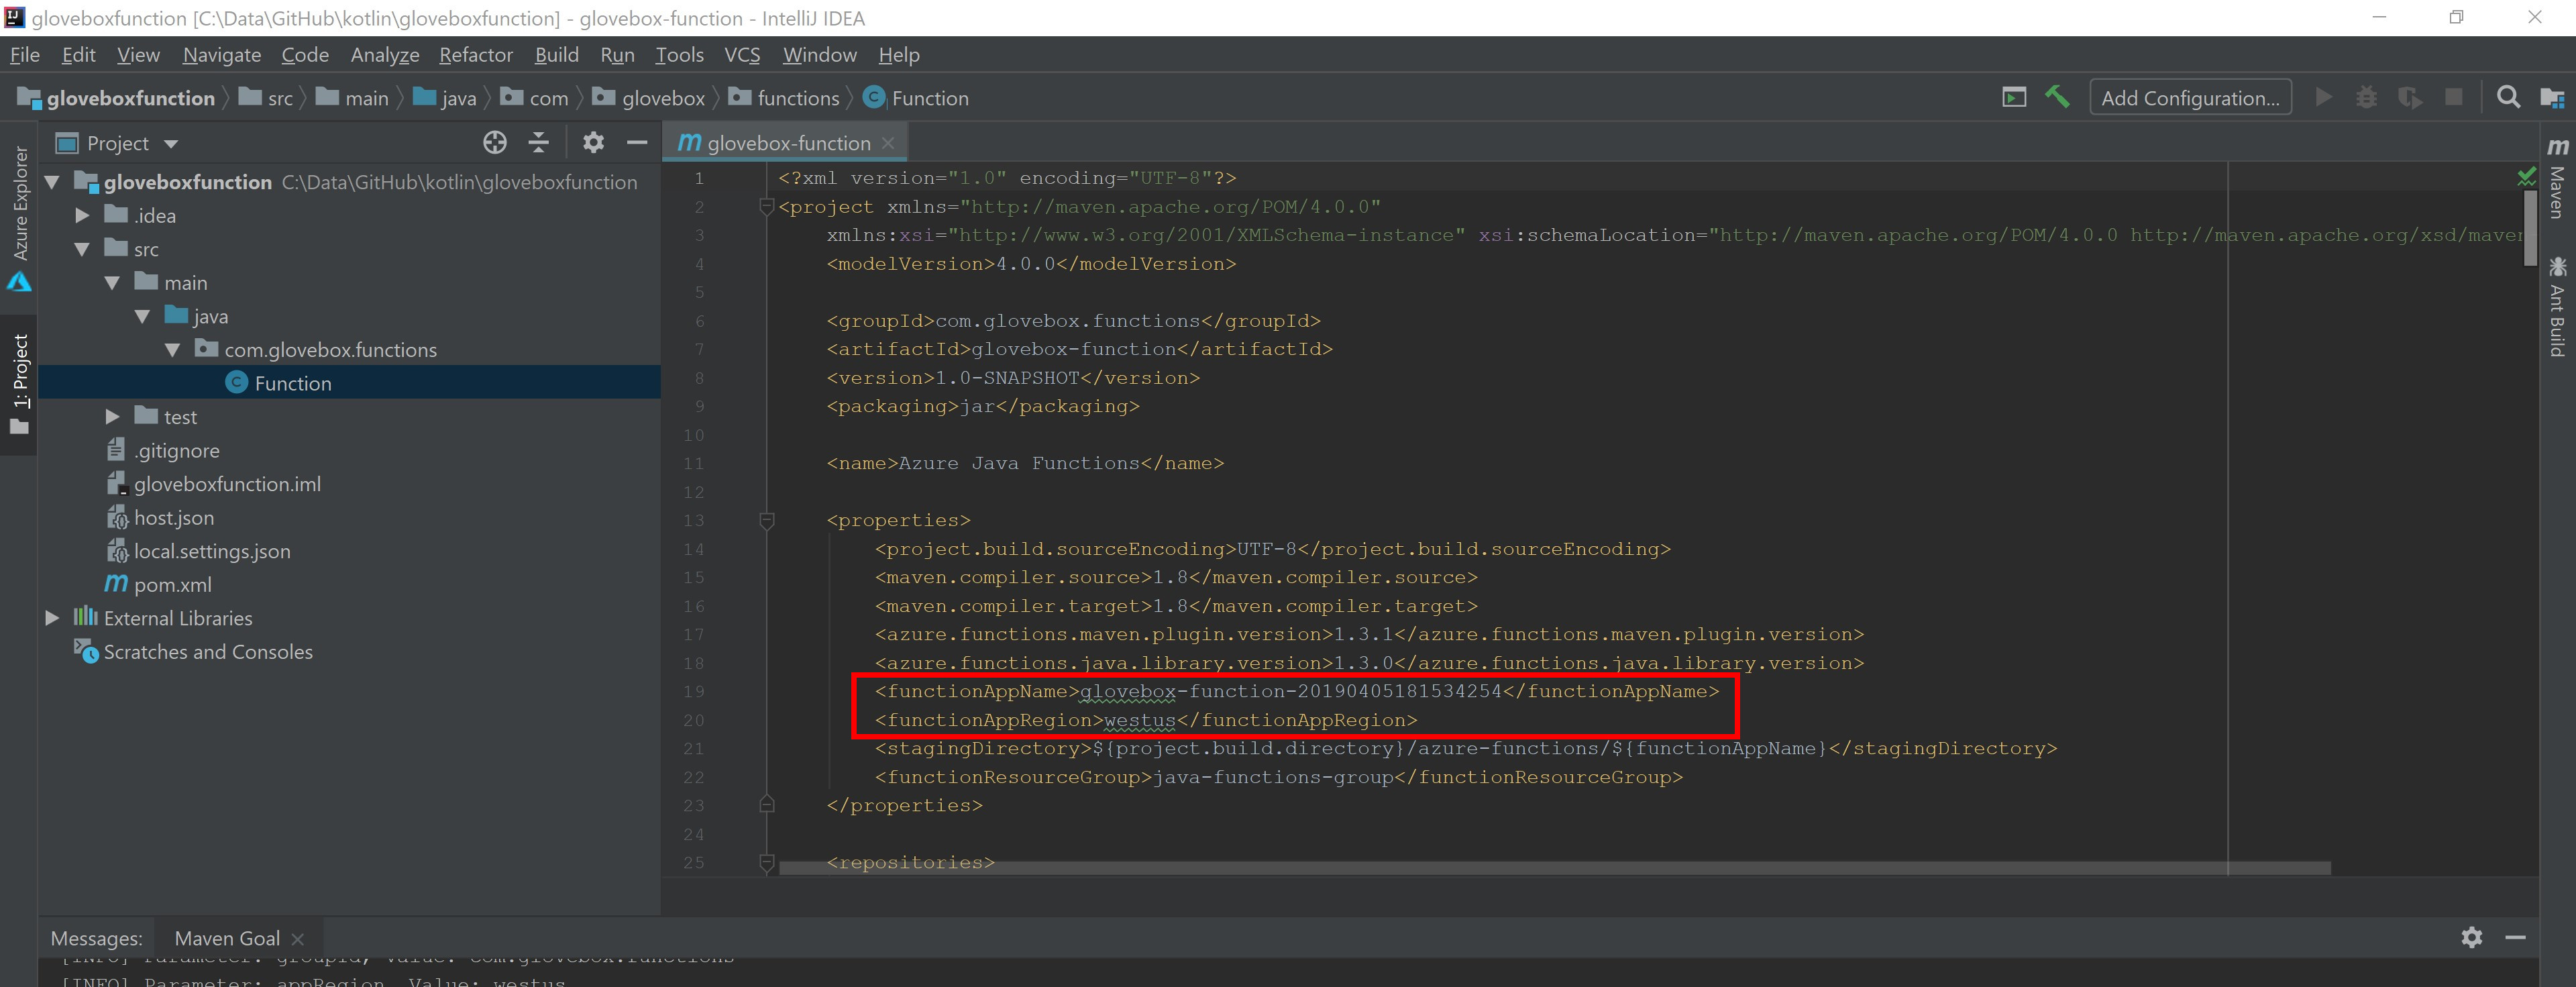 gloveboxfunction [C:\Data\GitHub\kotlin\gloveboxfunction] - glovebox-function - IntelliJ IDEA
File Edit View Navigate Code Analyze Refactor Build Run Tools VCS Window Help
gloveboxfunction src main java com glovebox functions Function Add Configuration...
Project
glovebox-function
Azure Explorer
1: Project
gloveboxfunction C:\Data\GitHub\kotlin\gloveboxfunction
.idea
src
main
java
com.glovebox.functions
Function
test
.gitignore
gloveboxfunction.iml
host.json
local.settings.json
pom.xml
External Libraries
Scratches and Consoles
1 <?xml version="1.0" encoding="UTF-8"?>
2 <project xmlns="http://maven.apache.org/POM/4.0.0"
3 xmlns:xsi="http://www.w3.org/2001/XMLSchema-instance" xsi:schemaLocation="http://maven.apache.org/POM/4.0.0 http://maven.apache.org/xsd/maven
4 <modelVersion>4.0.0</modelVersion>
5
6 <groupId>com.glovebox.functions</groupId>
7 <artifactId>glovebox-function</artifactId>
8 <version>1.0-SNAPSHOT</version>
9 <packaging>jar</packaging>
10
11 <name>Azure Java Functions</name>
12
13 <properties>
14 <project.build.sourceEncoding>UTF-8</project.build.sourceEncoding>
15 <maven.compiler.source>1.8</maven.compiler.source>
16 <maven.compiler.target>1.8</maven.compiler.target>
17 <azure.functions.maven.plugin.version>1.3.1</azure.functions.maven.plugin.version>
18 <azure.functions.java.library.version>1.3.0</azure.functions.java.library.version>
19 <functionAppName>glovebox-function-20190405181534254</functionAppName>
20 <functionAppRegion>westus</functionAppRegion>
21 <stagingDirectory>${project.build.directory}/azure-functions/${functionAppName}</stagingDirectory>
22 <functionResourceGroup>java-functions-group</functionResourceGroup>
23 </properties>
24
25 <repositories>
Maven
Ant Build
Messages: Maven Goal
[INFO] Parameter: groupId, Value: com.glovebox.functions
[INFO] Parameter: appRegion, Value: westus